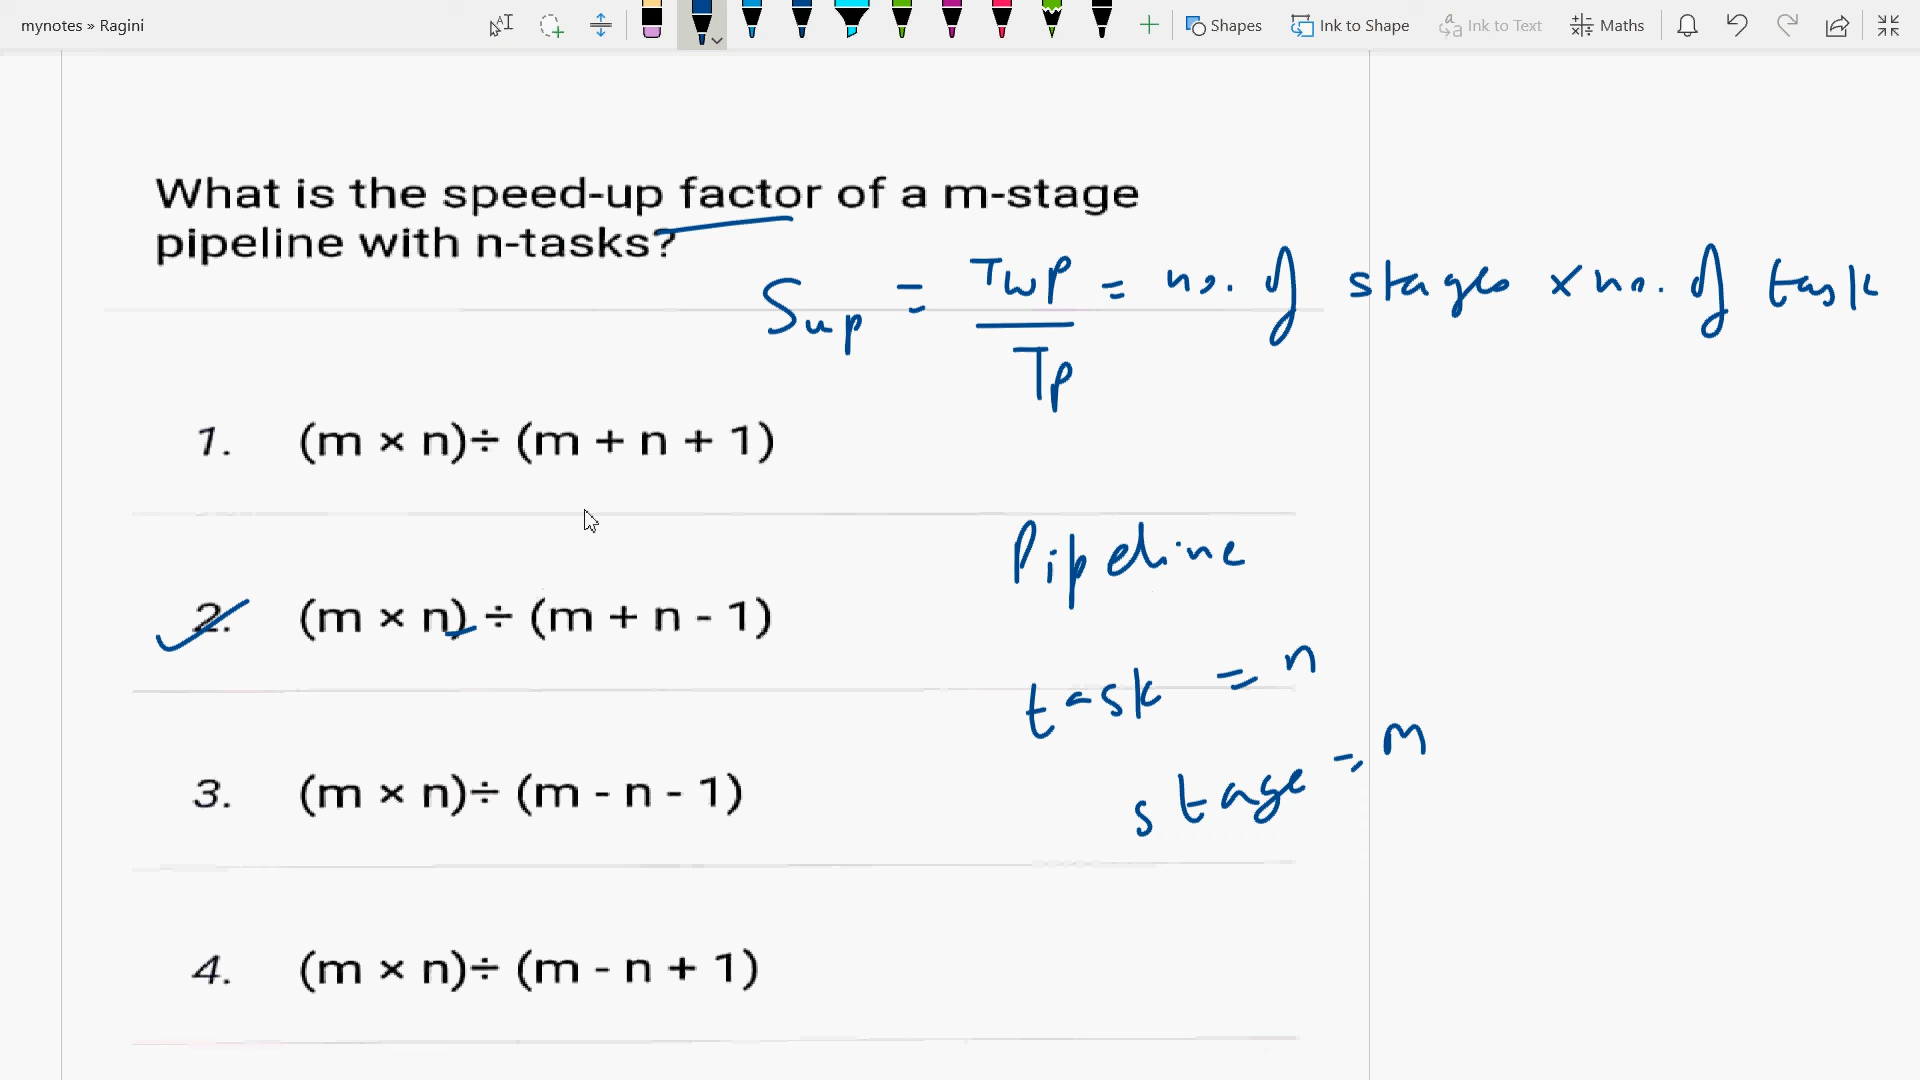 mynotes » Ragini
Shapes Ink to Shape Ink to Text Maths
What is the speed-up factor of a m-stage
pipeline with n-tasks?
Sup = Twp / Tp = no. of stages × no. of task
1. (m × n)÷ (m + n + 1)
Pipeline
2. (m × n) ÷ (m + n - 1)
task = n
stage = m
3. (m × n)÷ (m - n - 1)
4. (m × n)÷ (m - n + 1)